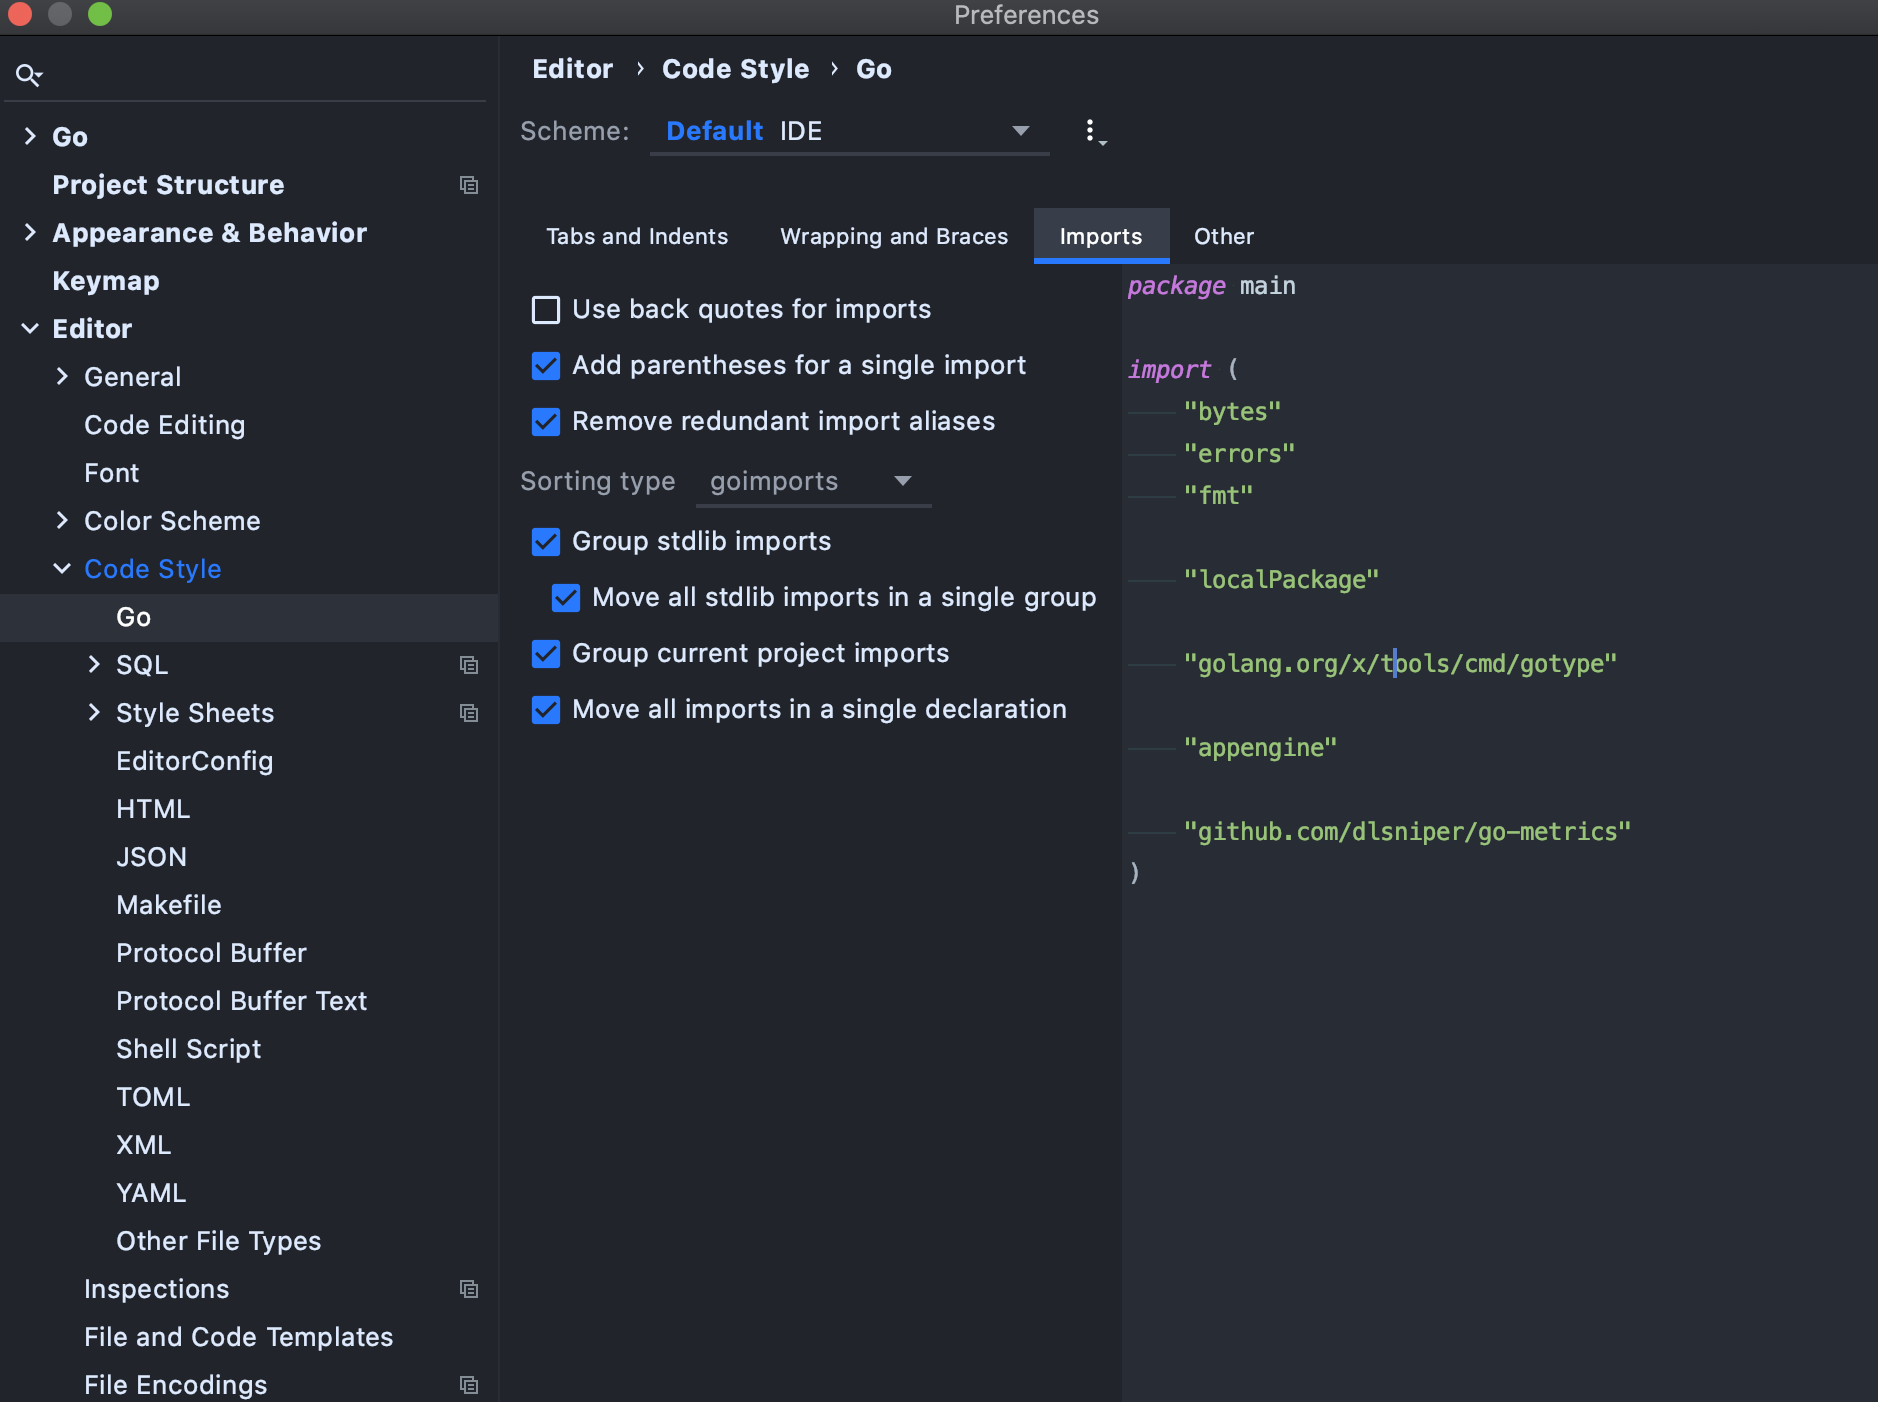 Preferences
Go
Project Structure
Appearance & Behavior
Keymap
Editor
General
Code Editing
Font
Color Scheme
Code Style
Go
SQL
Style Sheets
EditorConfig
HTML
JSON
Makefile
Protocol Buffer
Protocol Buffer Text
Shell Script
TOML
XML
YAML
Other File Types
Inspections
File and Code Templates
File Encodings
Editor › Code Style › Go
Scheme: Default IDE
Tabs and Indents Wrapping and Braces Imports Other
Use back quotes for imports
Add parentheses for a single import
Remove redundant import aliases
Sorting type goimports
Group stdlib imports
Move all stdlib imports in a single group
Group current project imports
Move all imports in a single declaration
package main
import (
"bytes"
"errors"
"fmt"
"localPackage"
"golang.org/x/tools/cmd/gotype"
"appengine"
"github.com/dlsniper/go-metrics"
)